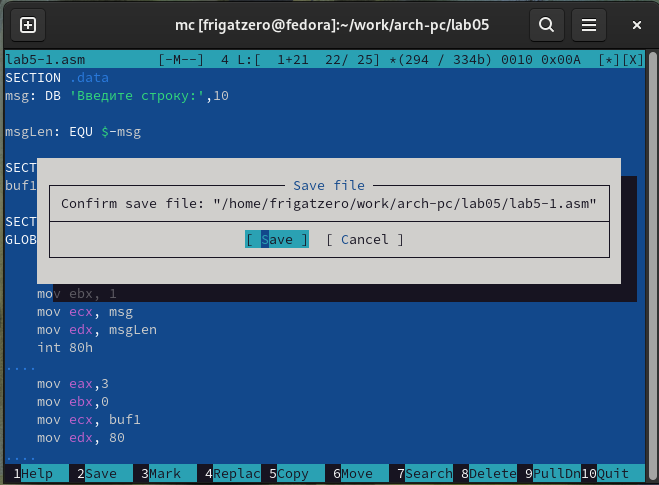 mc [frigatzero@fedora]:~/work/arch-pc/lab05
lab5-1.asm [-M--] 4 L:[ 1+21 22/ 25] *(294 / 334b) 0010 0x00A [*][X]
SECTION .data
msg: DB 'Введите строку:',10
msgLen: EQU $-msg
SECT
buf1
SECT
GLOB
Save file
Confirm save file: "/home/frigatzero/work/arch-pc/lab05/lab5-1.asm"
[ Save ] [ Cancel ]
mov ebx, 1
mov ecx, msg
mov edx, msgLen
int 80h
....
mov eax,3
mov ebx,0
mov ecx, buf1
mov edx, 80
....
1Help 2Save 3Mark 4Replac 5Copy 6Move 7Search 8Delete 9PullDn 10Quit